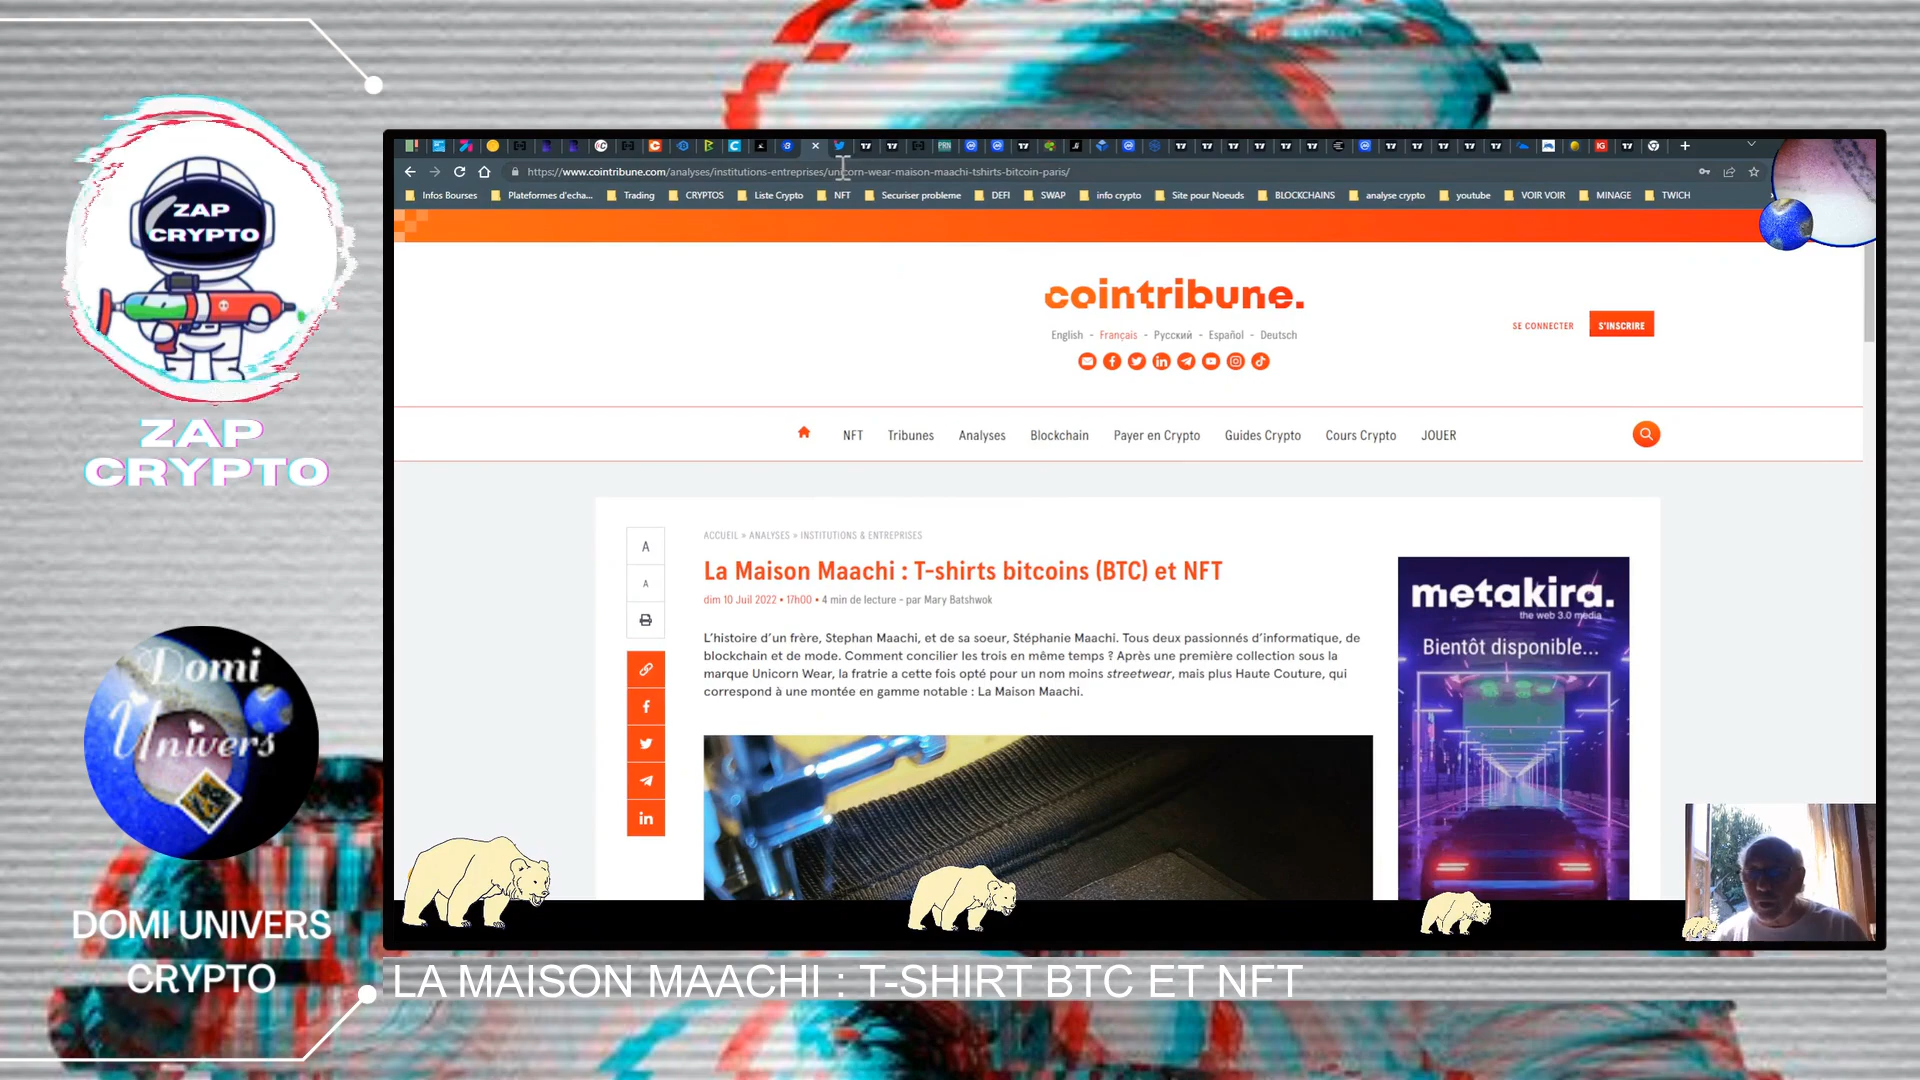 ZAP
CRYPTO
ZAP
CRYPTO
Domi
Univers
DOMI UNIVERS
CRYPTO
https://www.cointribune.com/analyses/institutions-entreprises/unicorn-wear-maison-maachi-tshirts-bitcoin-paris/
Infos Bourses
Plateformes d'echa...
Trading
CRYPTOS
Liste Crypto
NFT
Securiser probleme
DEFI
SWAP
info crypto
Site pour Noeuds
BLOCKCHAINS
analyse crypto
youtube
VOIR VOIR
MINAGE
TWICH
cointribune.
English - Français - Русский - Español - Deutsch
SE CONNECTER
S'INSCRIRE
NFT
Tribunes
Analyses
Blockchain
Payer en Crypto
Guides Crypto
Cours Crypto
JOUER
A
A
ACCUEIL » ANALYSES » INSTITUTIONS & ENTREPRISES
La Maison Maachi : T-shirts bitcoins (BTC) et NFT
dim 10 Juil 2022 • 17h00 • 4 min de lecture - par Mary Batshwok
L'histoire d'un frère, Stephan Maachi, et de sa soeur, Stéphanie Maachi. Tous deux passionnés d'informatique, de
blockchain et de mode. Comment concilier les trois en même temps ? Après une première collection sous la
marque Unicorn Wear, la fratrie a cette fois opté pour un nom moins streetwear, mais plus Haute Couture, qui
correspond à une montée en gamme notable : La Maison Maachi.
metakira.
the web 3.0 media
Bientôt disponible...
LA MAISON MAACHI : T-SHIRT BTC ET NFT